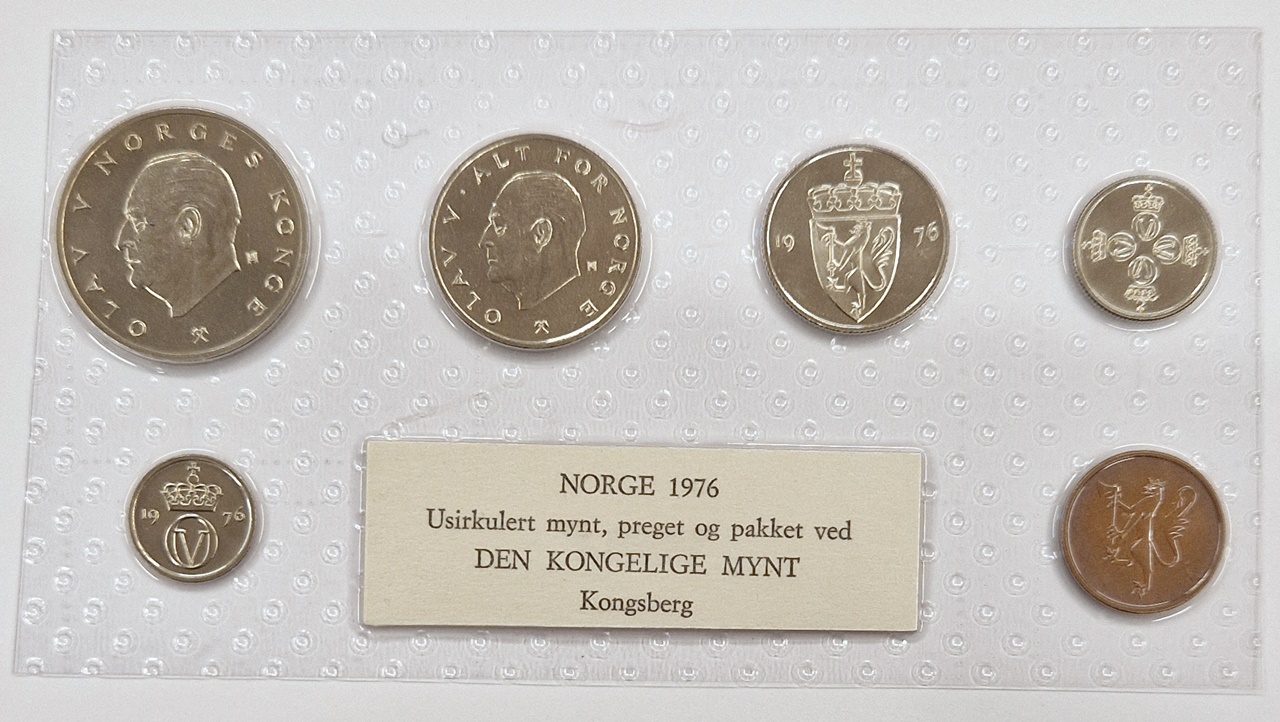 OLAV V NORGES KONGE
OLAV V · ALT FOR NORGE
19 76
19 76
NORGE 1976
Usirkulert mynt, preget og pakket ved
DEN KONGELIGE MYNT
Kongsberg